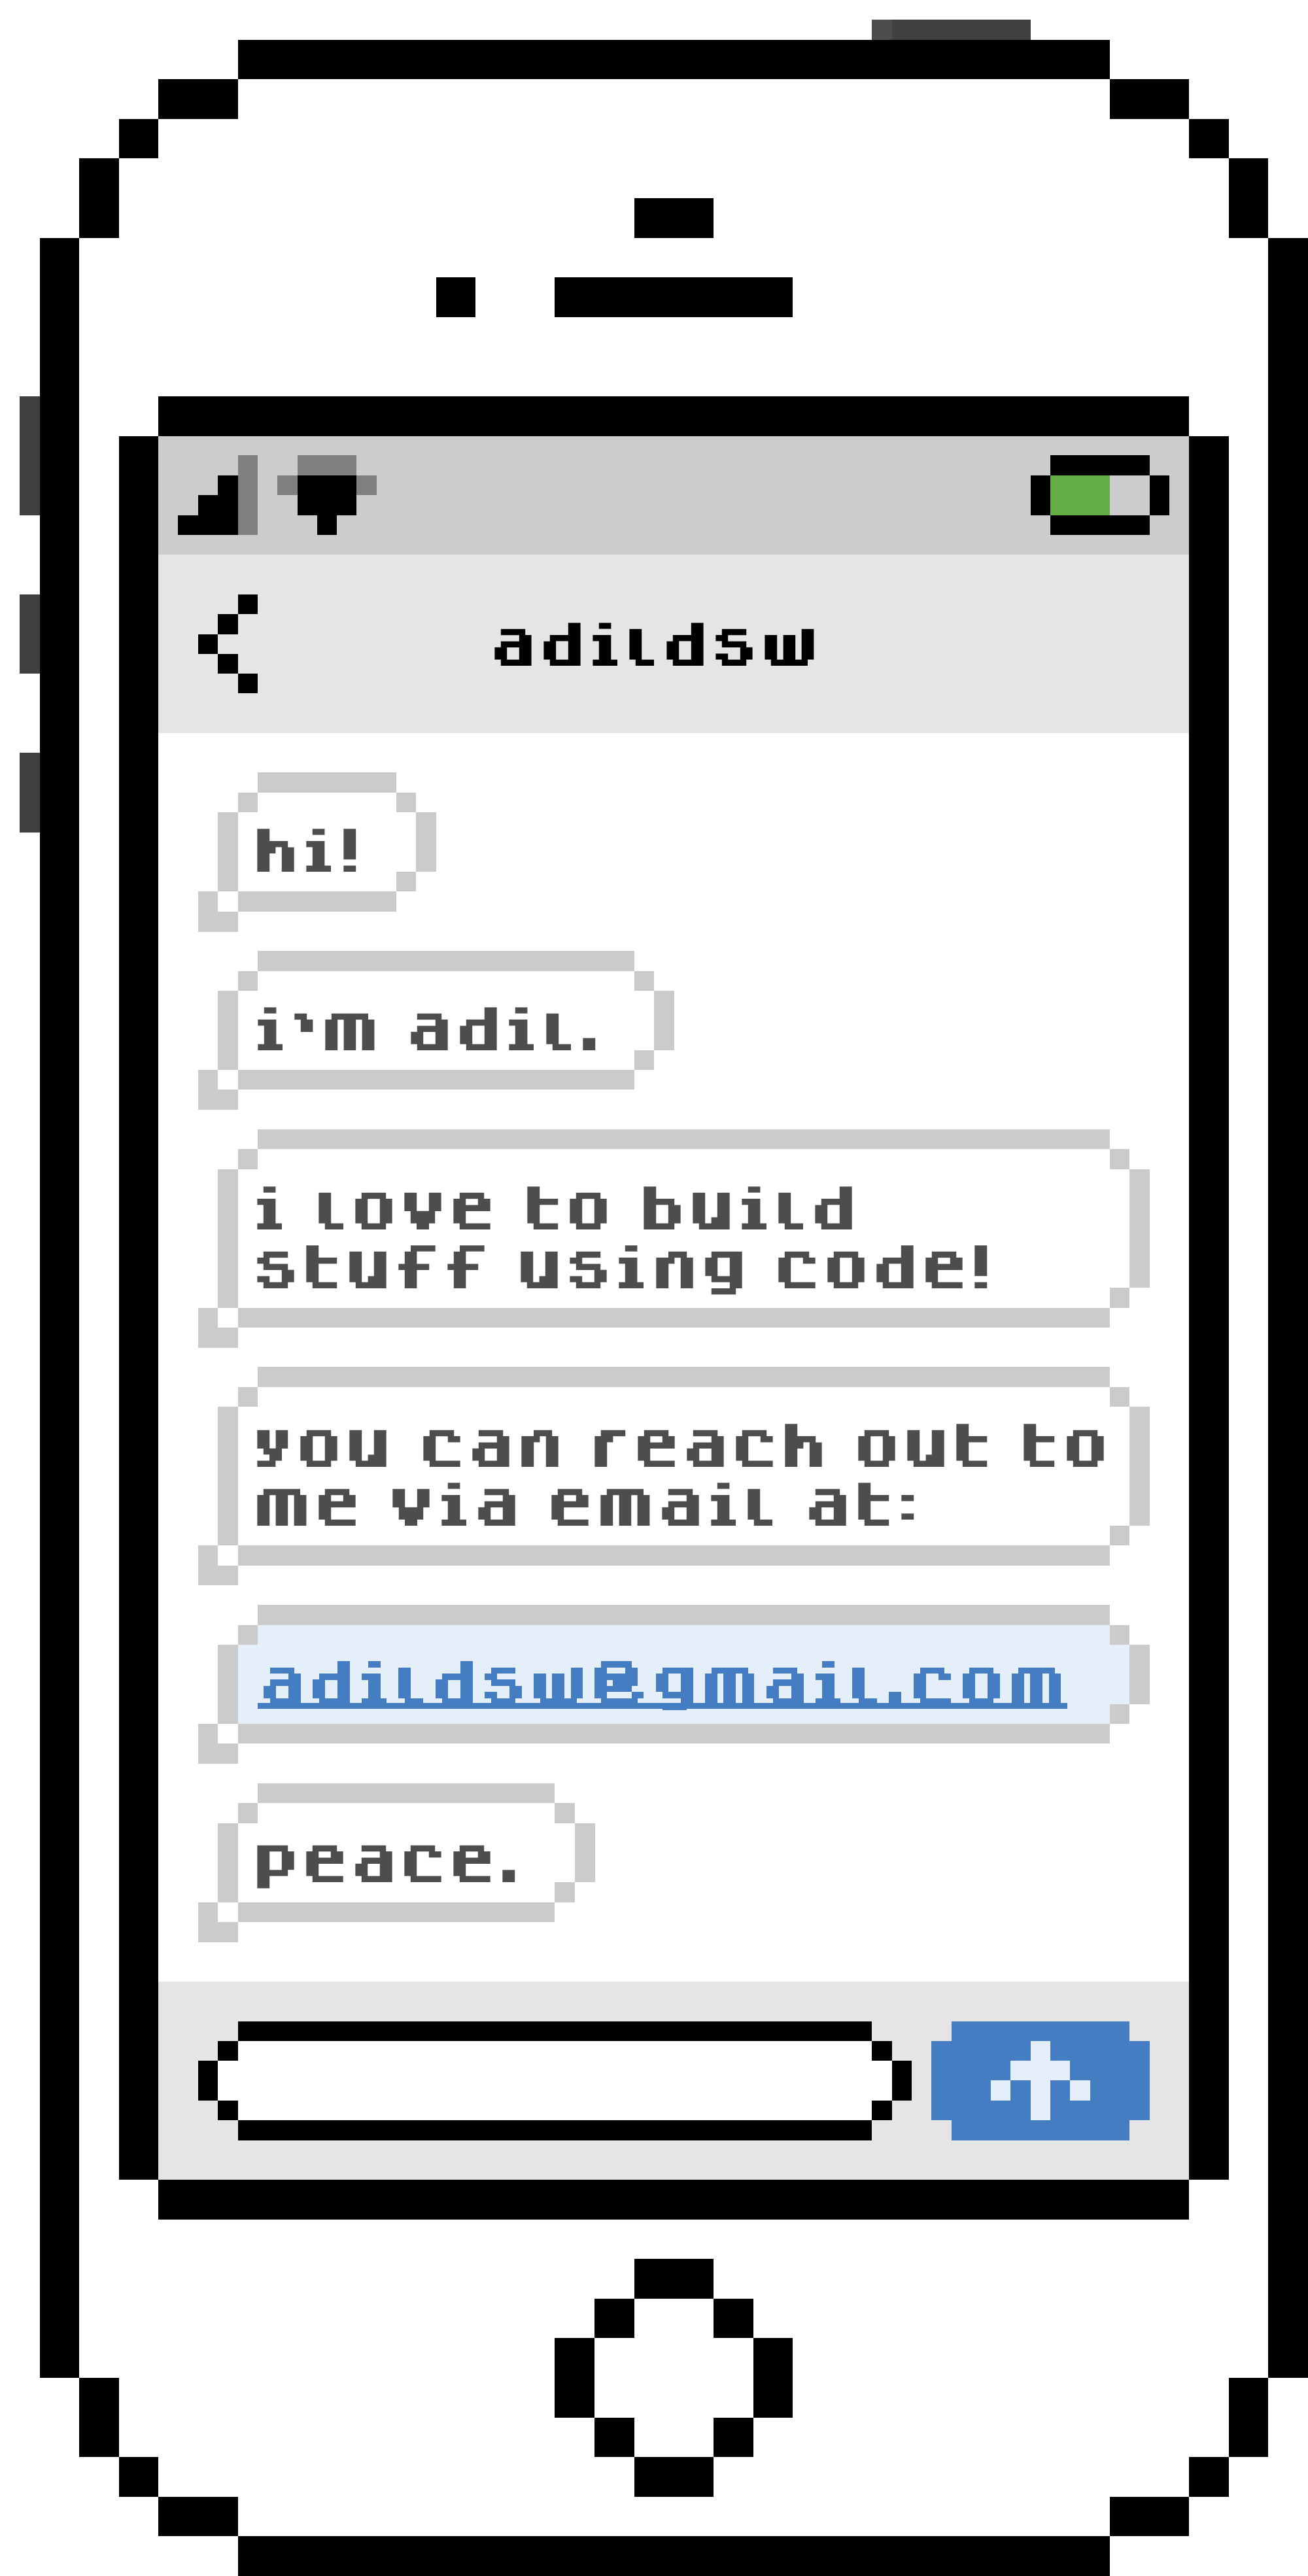 adildsw
hi!
i'm adil.
i love to build
stuff using code!
you can reach out to
me via email at:
adildsw@gmail.com
peace.